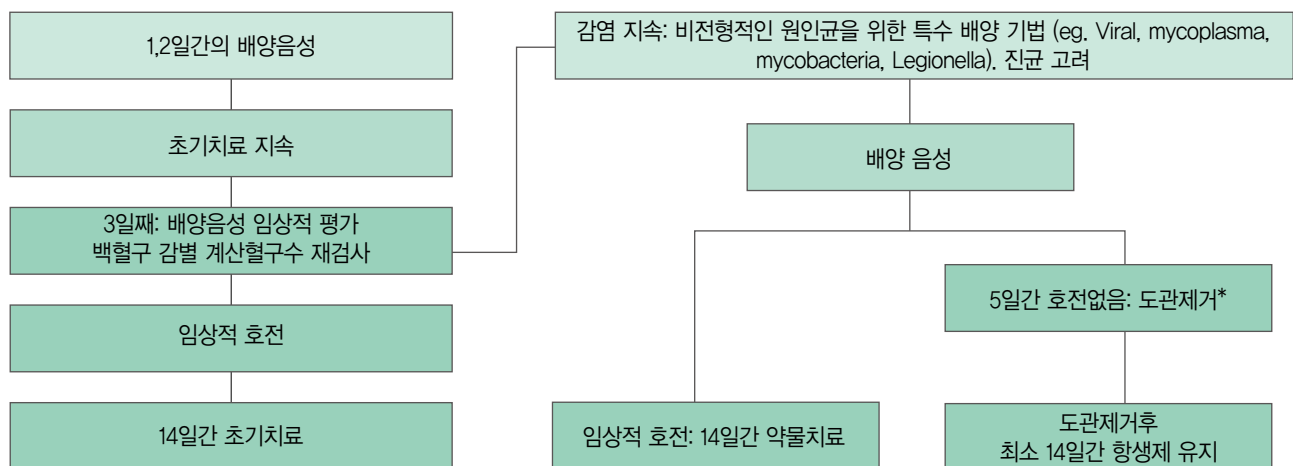 1,2일간의 배양음성
초기치료 지속
3일째: 배양음성 임상적 평가
백혈구 감별 계산혈구수 재검사
임상적 호전
14일간 초기치료
감염 지속: 비전형적인 원인균을 위한 특수 배양 기법 (eg. Viral, mycoplasma,
mycobacteria, Legionella). 진균 고려
배양 음성
5일간 호전없음: 도관제거*
임상적 호전: 14일간 약물치료
도관제거후
최소 14일간 항생제 유지